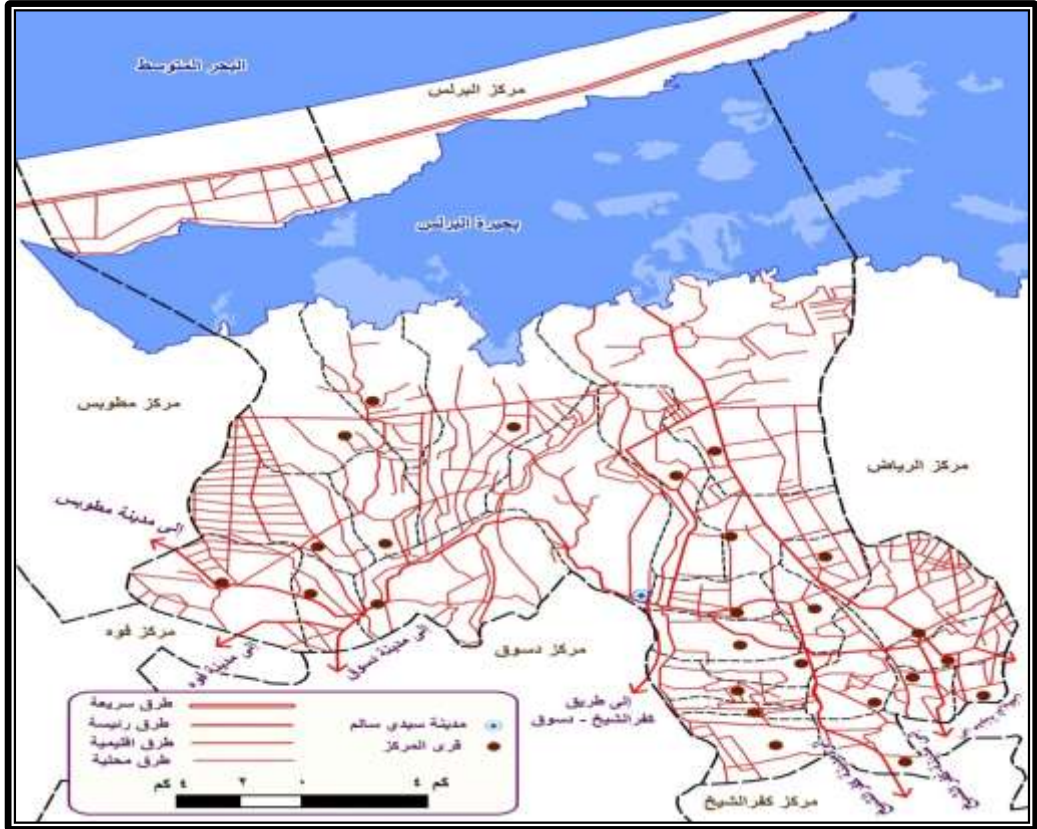 البحر المتوسط
مركز البرلس
بحيرة البرلس
مركز مطوبس
مركز الرياض
إلى مدينة مطوبس
مركز فوه
إلى مدينة فوه
إلى مدينة دسوق
مركز دسوق
إلى طريق
كفرالشيخ - دسوق
مركز كفرالشيخ
طرق سريعة
طرق رئيسة
طرق اقليمية
طرق محلية
مدينة سيدي سالم
قرى المركز
٤ كم
٢
٠
٤ كم